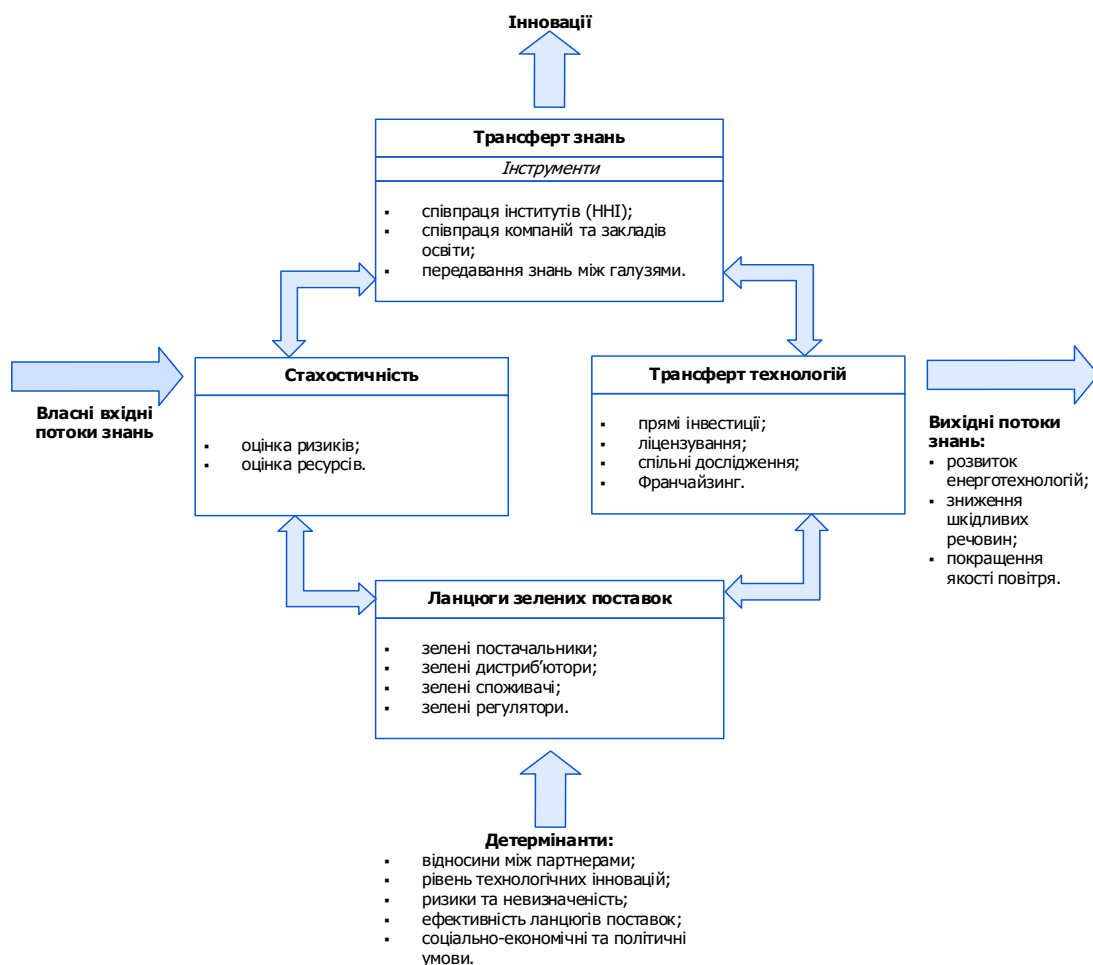 Інновації
Трансферт знань
Інструменти
▪ співпраця інститутів (ННІ);
▪ співпраця компаній та закладів
освіти;
▪ передавання знань між галузями.
Власні вхідні
потоки знань
Стахостичність
▪ оцінка ризиків;
▪ оцінка ресурсів.
Трансферт технологій
▪ прямі інвестиції;
▪ ліцензування;
▪ спільні дослідження;
▪ Франчайзинг.
Вихідні потоки
знань:
▪ розвиток
енерготехнологій;
▪ зниження
шкідливих
речовин;
▪ покращення
якості повітря.
Ланцюги зелених поставок
▪ зелені постачальники;
▪ зелені дистриб’ютори;
▪ зелені споживачі;
▪ зелені регулятори.
Детермінанти:
▪ відносини між партнерами;
▪ рівень технологічних інновацій;
▪ ризики та невизначеність;
▪ ефективність ланцюгів поставок;
▪ соціально-економічні та політичні
умови.